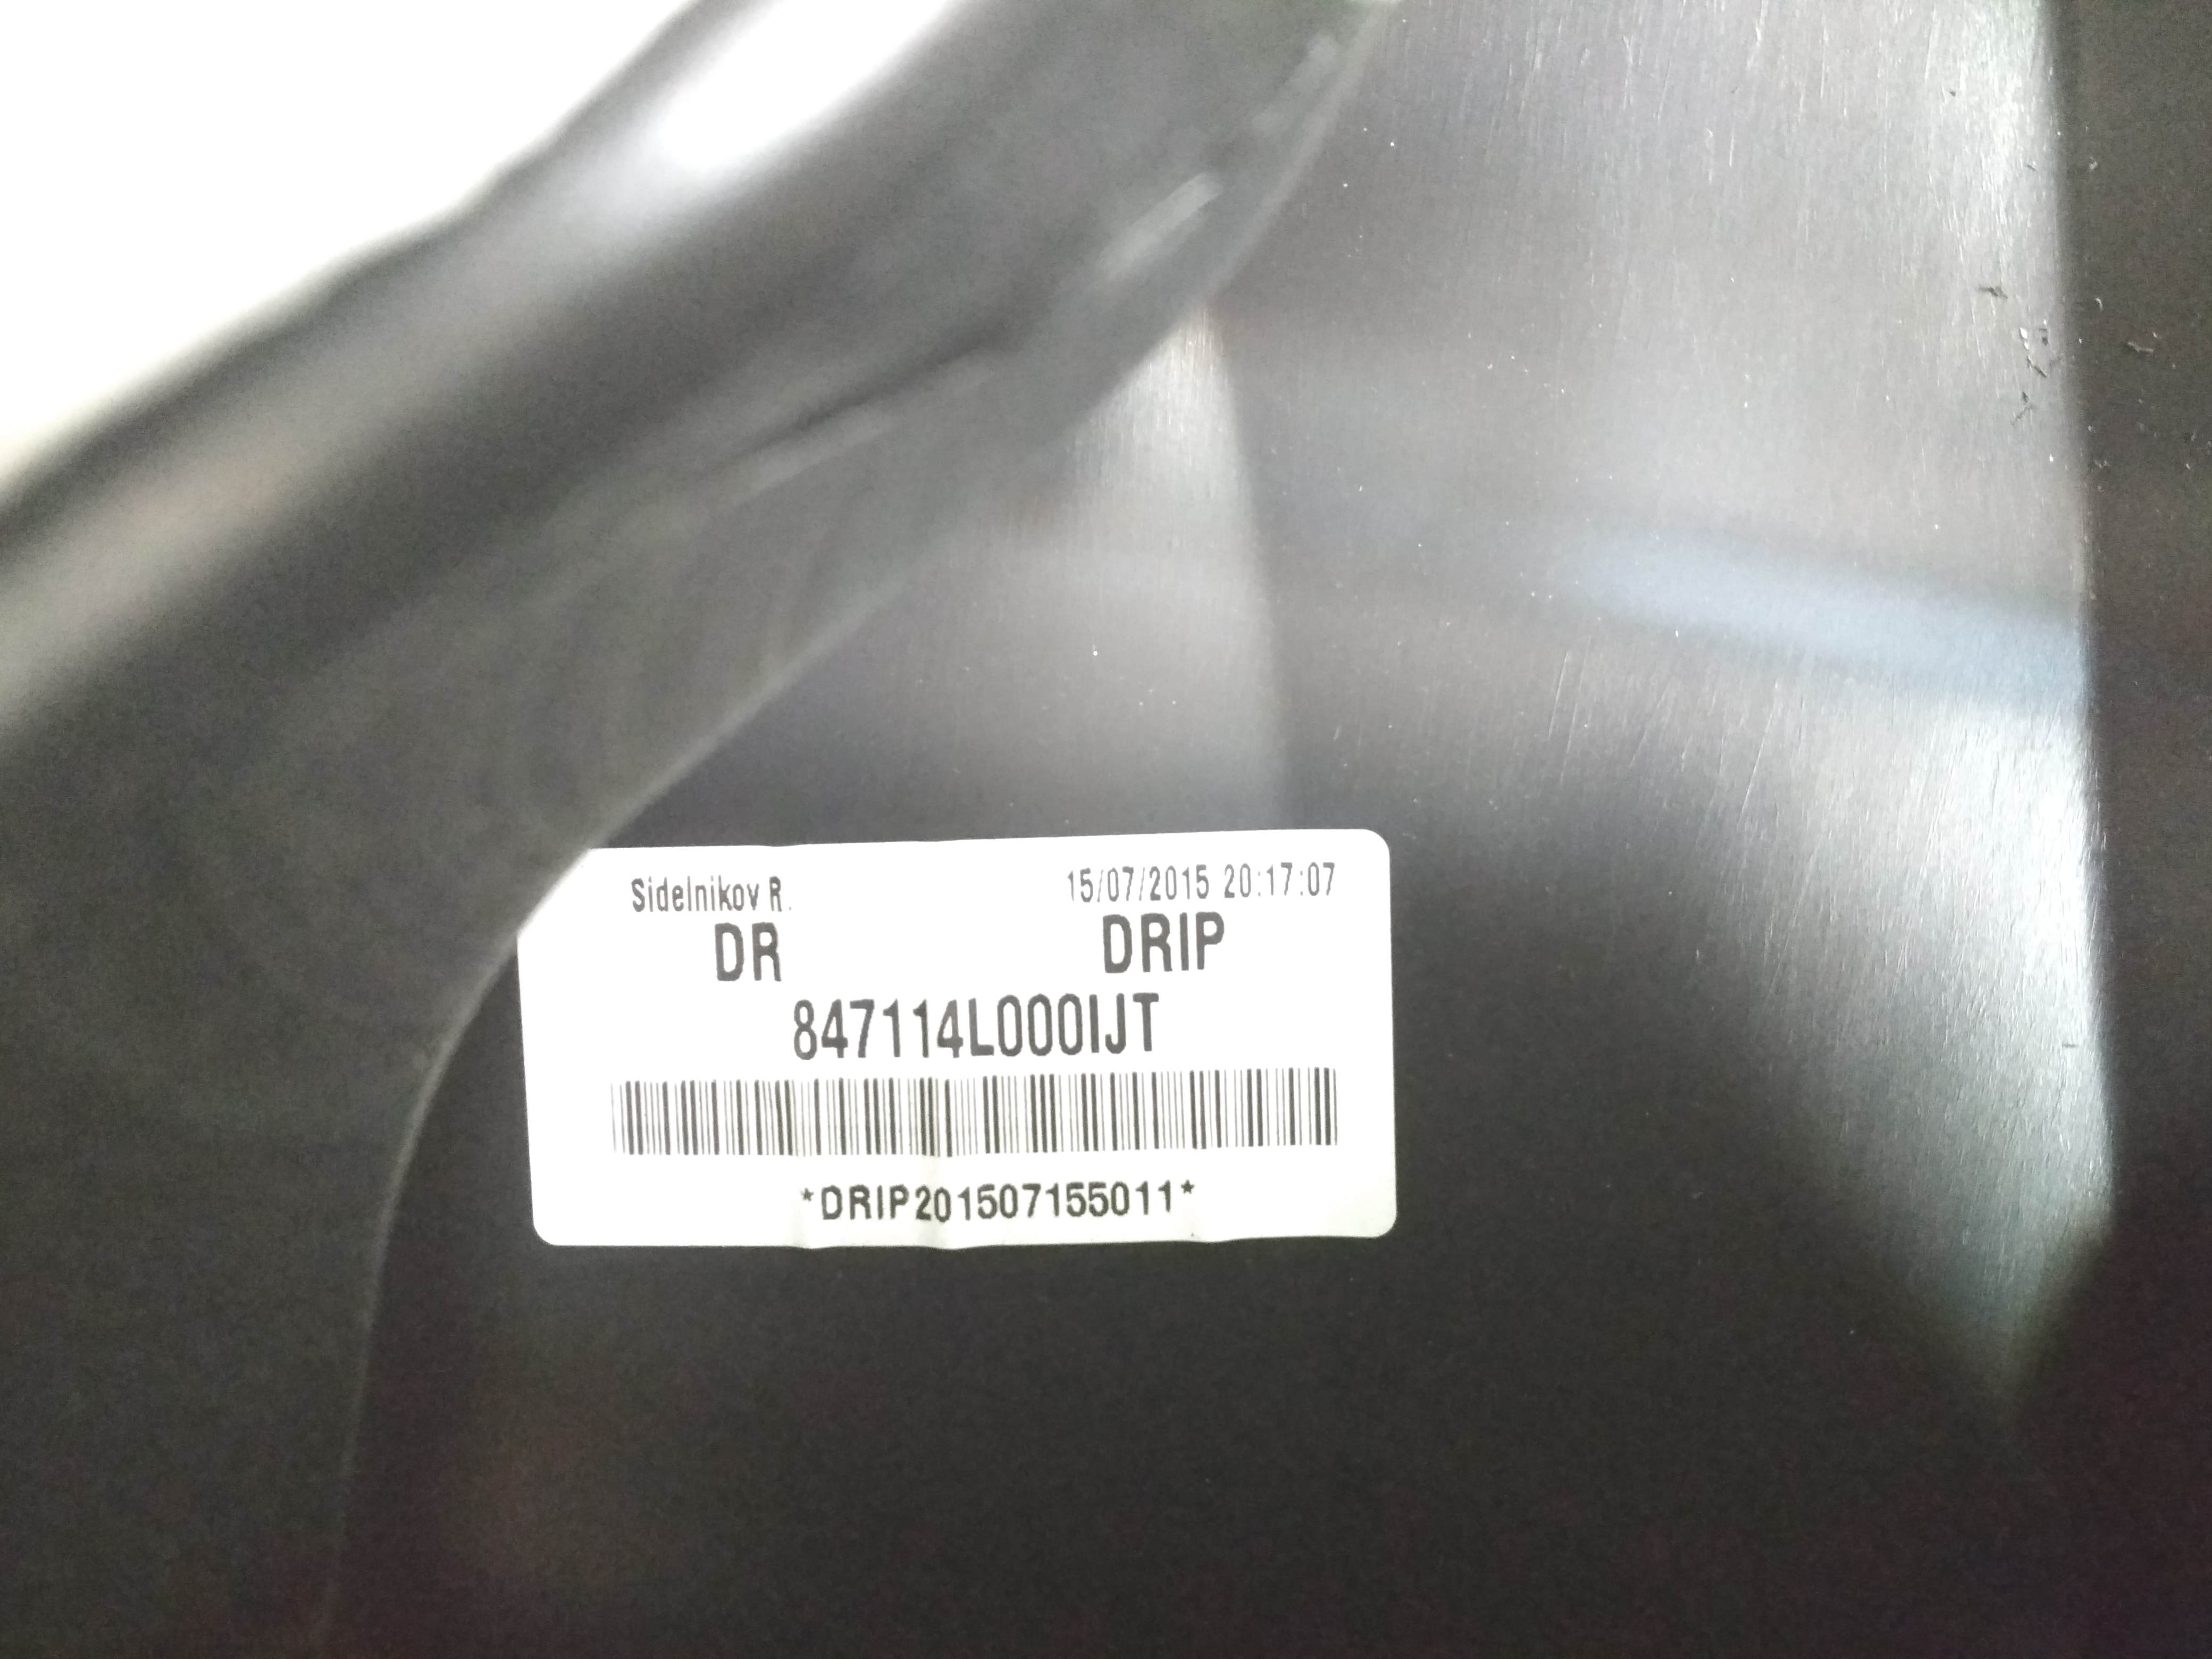 Sidelnikov R. 15/07/2015 20:17:07
DR DRIP
847114L000IJT
*DRIP201507155011*